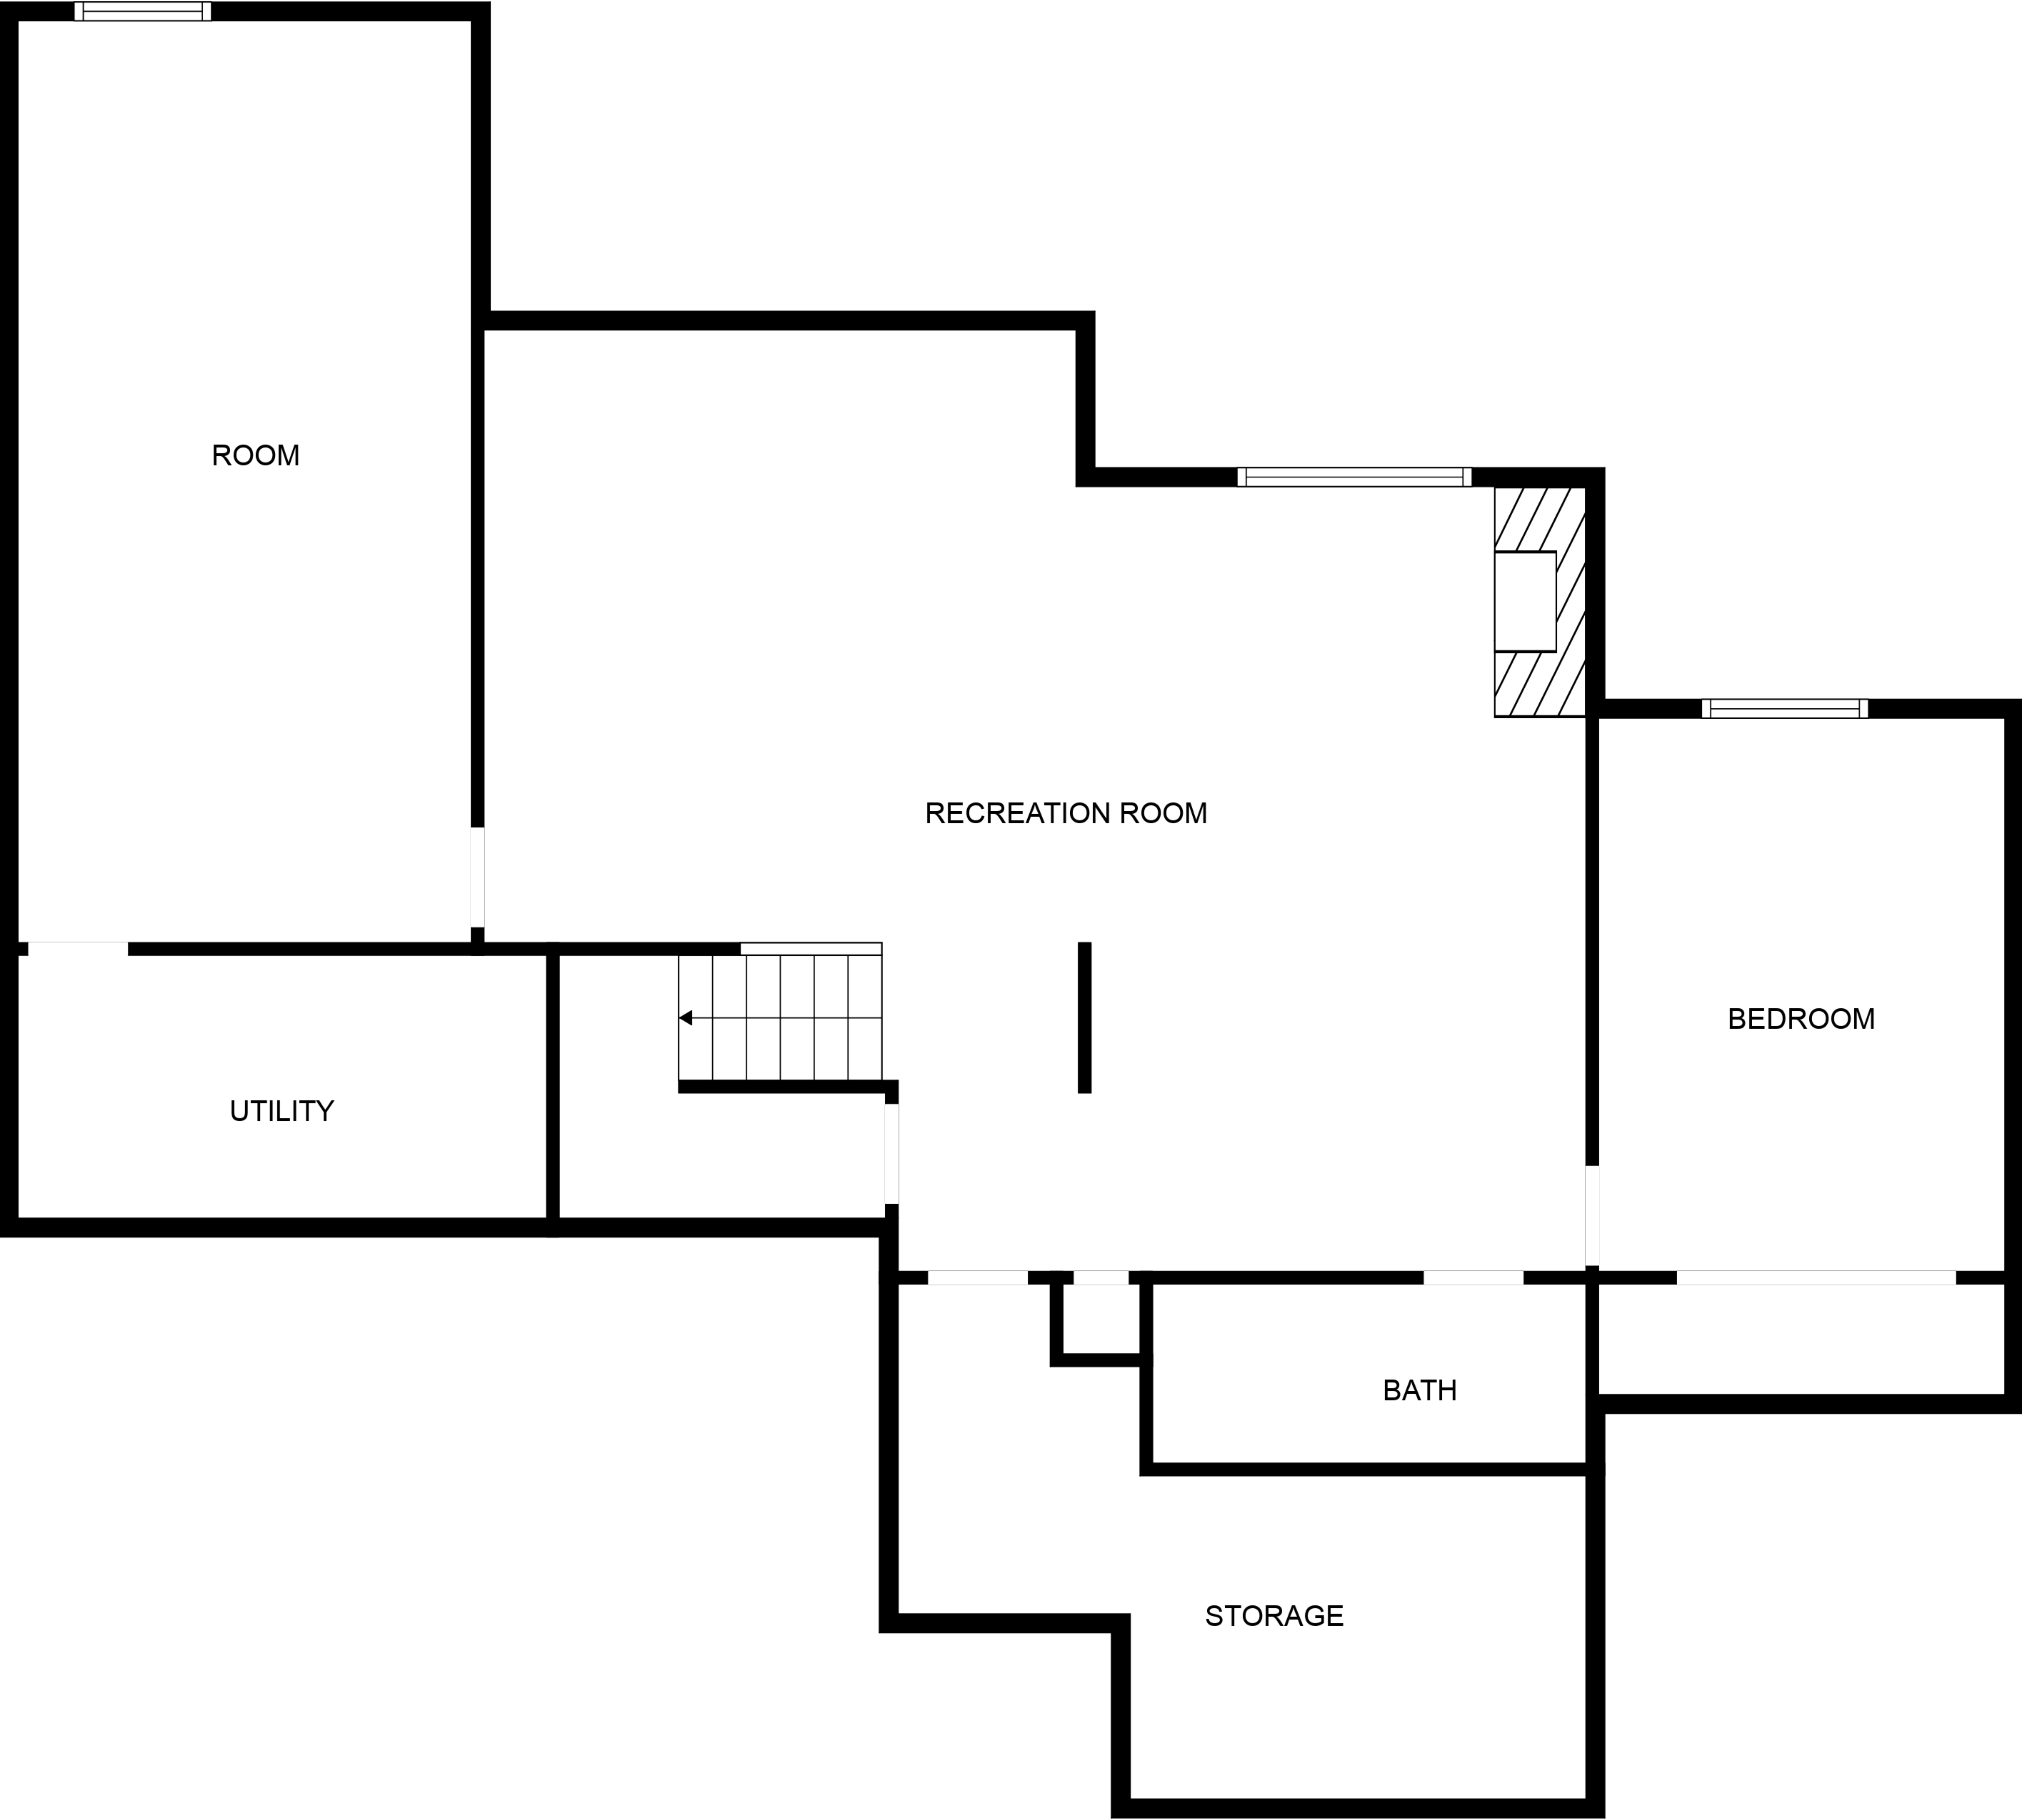 ROOM
RECREATION ROOM
BEDROOM
UTILITY
BATH
STORAGE